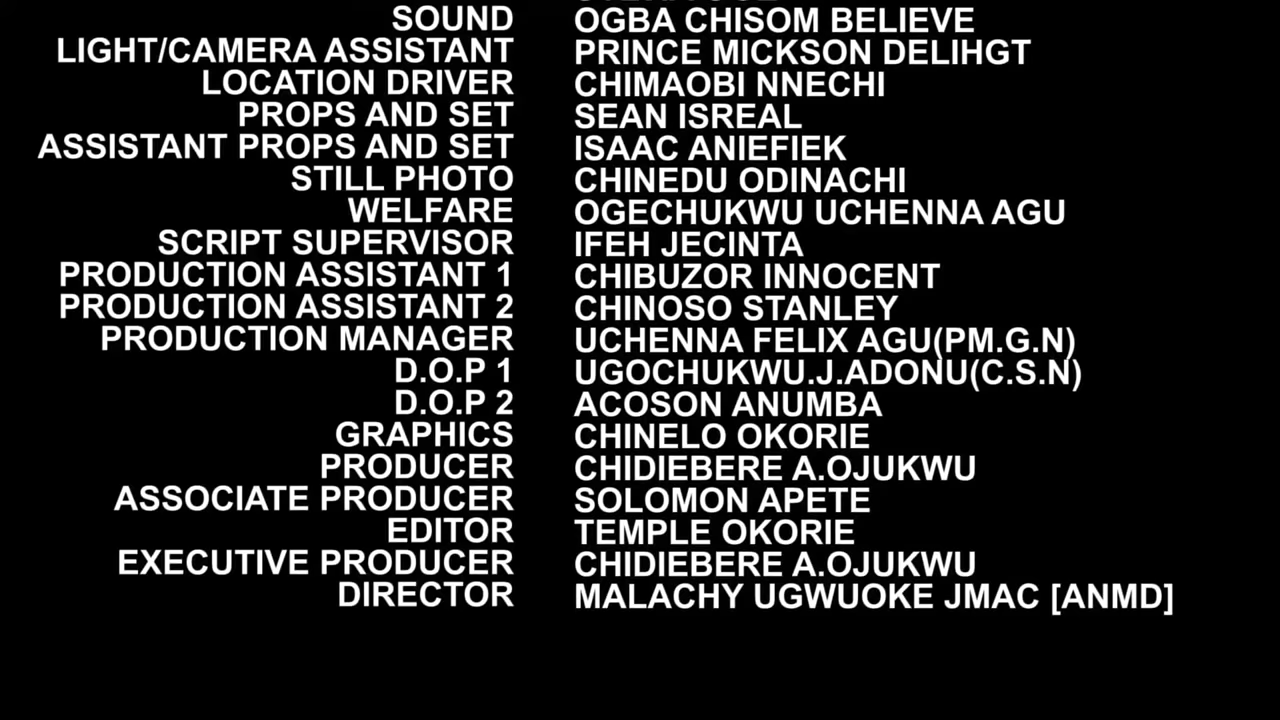 SOUND OGBA CHISOM BELIEVE
LIGHT/CAMERA ASSISTANT PRINCE MICKSON DELIHGT
LOCATION DRIVER CHIMAOBI NNECHI
PROPS AND SET SEAN ISREAL
ASSISTANT PROPS AND SET ISAAC ANIEFIEK
STILL PHOTO CHINEDU ODINACHI
WELFARE OGECHUKWU UCHENNA AGU
SCRIPT SUPERVISOR IFEH JECINTA
PRODUCTION ASSISTANT 1 CHIBUZOR INNOCENT
PRODUCTION ASSISTANT 2 CHINOSO STANLEY
PRODUCTION MANAGER UCHENNA FELIX AGU(PM.G.N)
D.O.P 1 UGOCHUKWU.J.ADONU(C.S.N)
D.O.P 2 ACOSON ANUMBA
GRAPHICS CHINELO OKORIE
PRODUCER CHIDIEBERE A.OJUKWU
ASSOCIATE PRODUCER SOLOMON APETE
EDITOR TEMPLE OKORIE
EXECUTIVE PRODUCER CHIDIEBERE A.OJUKWU
DIRECTOR MALACHY UGWUOKE JMAC [ANMD]